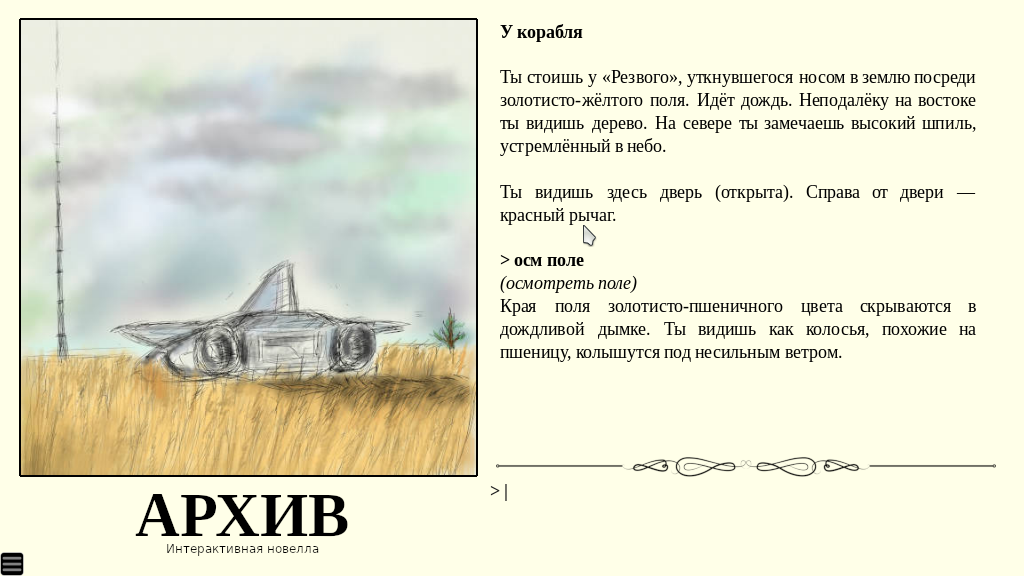 У корабля
Ты стоишь у «Резвого», уткнувшегося носом в землю посреди
золотисто-жёлтого поля. Идёт дождь. Неподалёку на востоке
ты видишь дерево. На севере ты замечаешь высокий шпиль,
устремлённый в небо.
Ты видишь здесь дверь (открыта). Справа от двери —
красный рычаг.
> осм поле
(осмотреть поле)
Края поля золотисто-пшеничного цвета скрываются в
дождливой дымке. Ты видишь как колосья, похожие на
пшеницу, колышутся под несильным ветром.
> |
АРХИВ
Интерактивная новелла